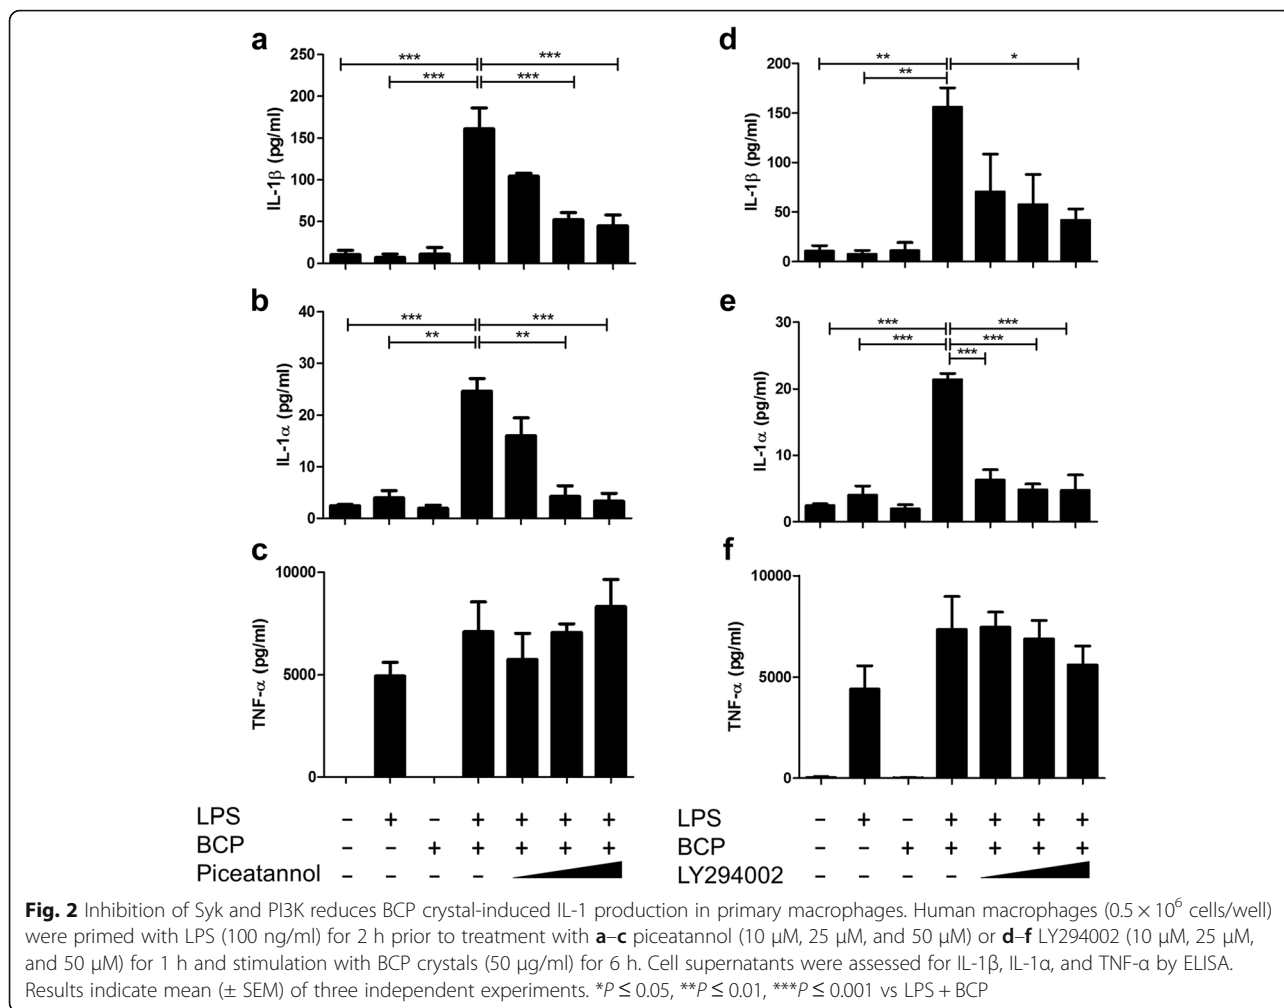 a
*** ***
*** ***
IL-1β (pg/ml)
250
200
150
100
50
0
d
** *
**
IL-1β (pg/ml)
200
150
100
50
0
b
*** ***
** **
IL-1α (pg/ml)
40
30
20
10
0
e
*** ***
*** ***
***
IL-1α (pg/ml)
30
20
10
0
c
TNF-α (pg/ml)
10000
5000
0
f
TNF-α (pg/ml)
10000
5000
0
LPS − + − + + + +
BCP − − + + + + +
Piceatannol − − − −
LPS − + − + + + +
BCP − − + + + + +
LY294002 − − − −
Fig. 2 Inhibition of Syk and PI3K reduces BCP crystal-induced IL-1 production in primary macrophages. Human macrophages (0.5 × 10⁶ cells/well)
were primed with LPS (100 ng/ml) for 2 h prior to treatment with a–c piceatannol (10 μM, 25 μM, and 50 μM) or d–f LY294002 (10 μM, 25 μM,
and 50 μM) for 1 h and stimulation with BCP crystals (50 μg/ml) for 6 h. Cell supernatants were assessed for IL-1β, IL-1α, and TNF-α by ELISA.
Results indicate mean (± SEM) of three independent experiments. *P ≤ 0.05, **P ≤ 0.01, ***P ≤ 0.001 vs LPS + BCP